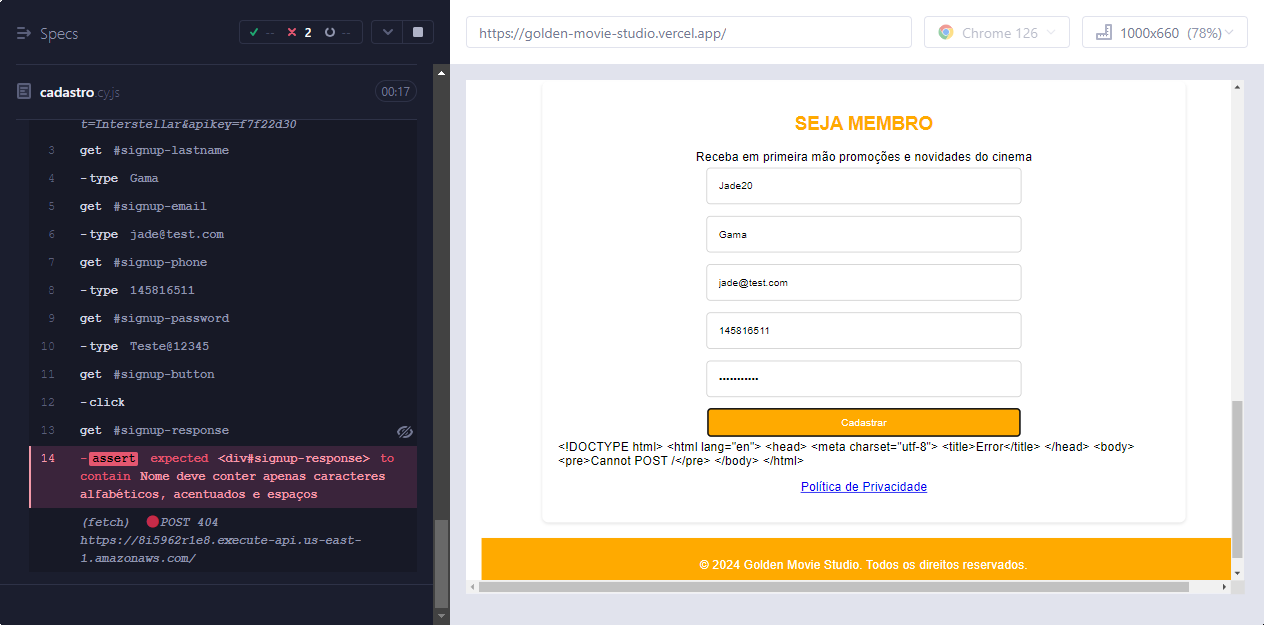 Specs
-- 2 --
cadastro.cy.js
00:17
t=Interstellar&apikey=f7f22d30
3 get #signup-lastname
4 -type Gama
5 get #signup-email
6 -type jade@test.com
7 get #signup-phone
8 -type 145816511
9 get #signup-password
10 -type Teste@12345
11 get #signup-button
12 -click
13 get #signup-response
14 -assert expected <div#signup-response> to
contain Nome deve conter apenas caracteres
alfabéticos, acentuados e espaços
(fetch) POST 404
https://8i5962r1e8.execute-api.us-east-
1.amazonaws.com/
https://golden-movie-studio.vercel.app/
Chrome 126
1000x660 (78%)
SEJA MEMBRO
Receba em primeira mão promoções e novidades do cinema
Jade20
Gama
jade@test.com
145816511
•••••••••••
Cadastrar
<!DOCTYPE html> <html lang="en"> <head> <meta charset="utf-8"> <title>Error</title> </head> <body>
<pre>Cannot POST /</pre> </body> </html>
Política de Privacidade
© 2024 Golden Movie Studio. Todos os direitos reservados.